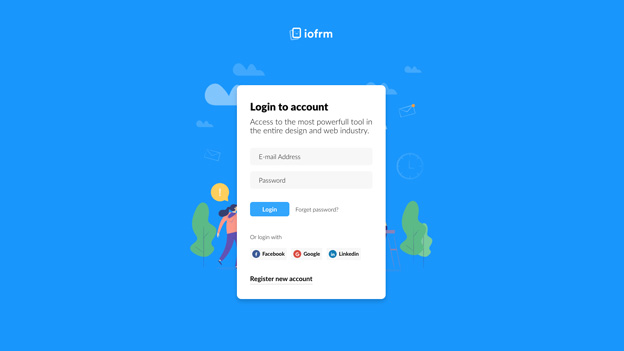 iofrm
Login to account
Access to the most powerfull tool in
the entire design and web industry.
E-mail Address
Password
Login Forget password?
Or login with
Facebook Google Linkedin
Register new account